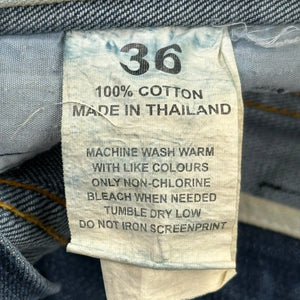 36
100% COTTON
MADE IN THAILAND
MACHINE WASH WARM
WITH LIKE COLOURS
ONLY NON-CHLORINE
BLEACH WHEN NEEDED
TUMBLE DRY LOW
DO NOT IRON SCREENPRINT